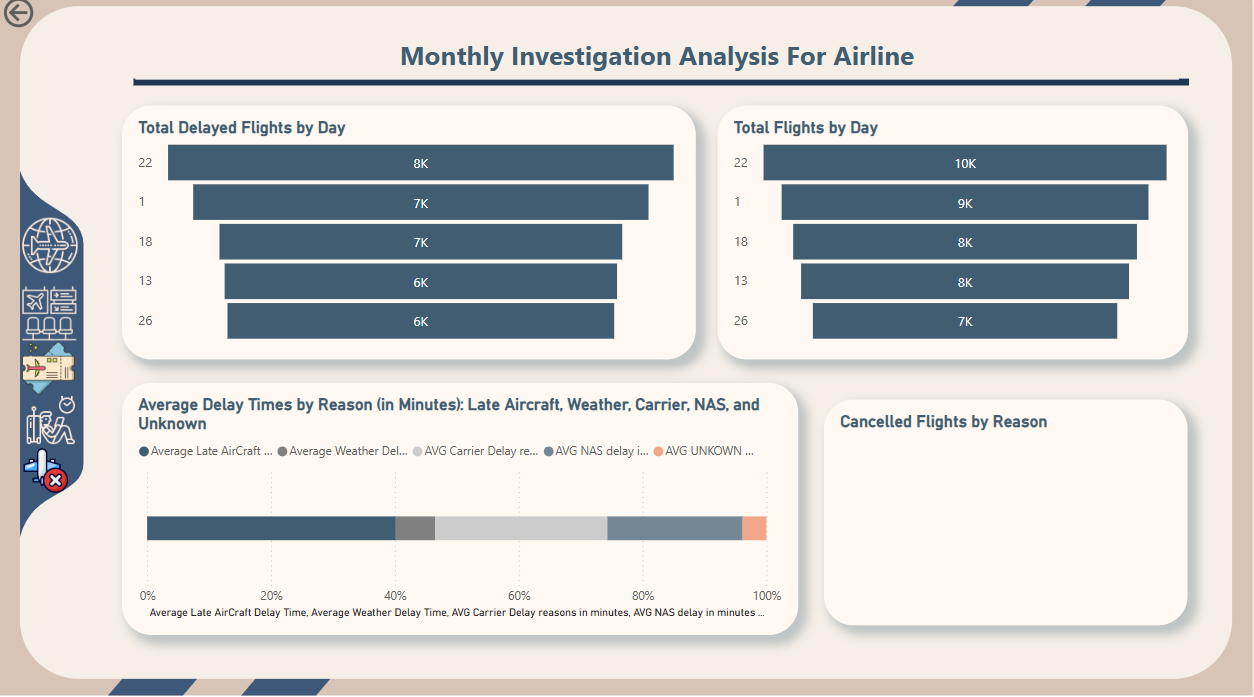 Monthly Investigation Analysis For Airline
Total Delayed Flights by Day
22 8K
1 7K
18 7K
13 6K
26 6K
Total Flights by Day
22 10K
1 9K
18 8K
13 8K
26 7K
Average Delay Times by Reason (in Minutes): Late Aircraft, Weather, Carrier, NAS, and
Unknown
Average Late AirCraft ... Average Weather Del... AVG Carrier Delay re... AVG NAS delay i... AVG UNKOWN ...
0% 20% 40% 60% 80% 100%
Average Late AirCraft Delay Time, Average Weather Delay Time, AVG Carrier Delay reasons in minutes, AVG NAS delay in minutes ...
Cancelled Flights by Reason